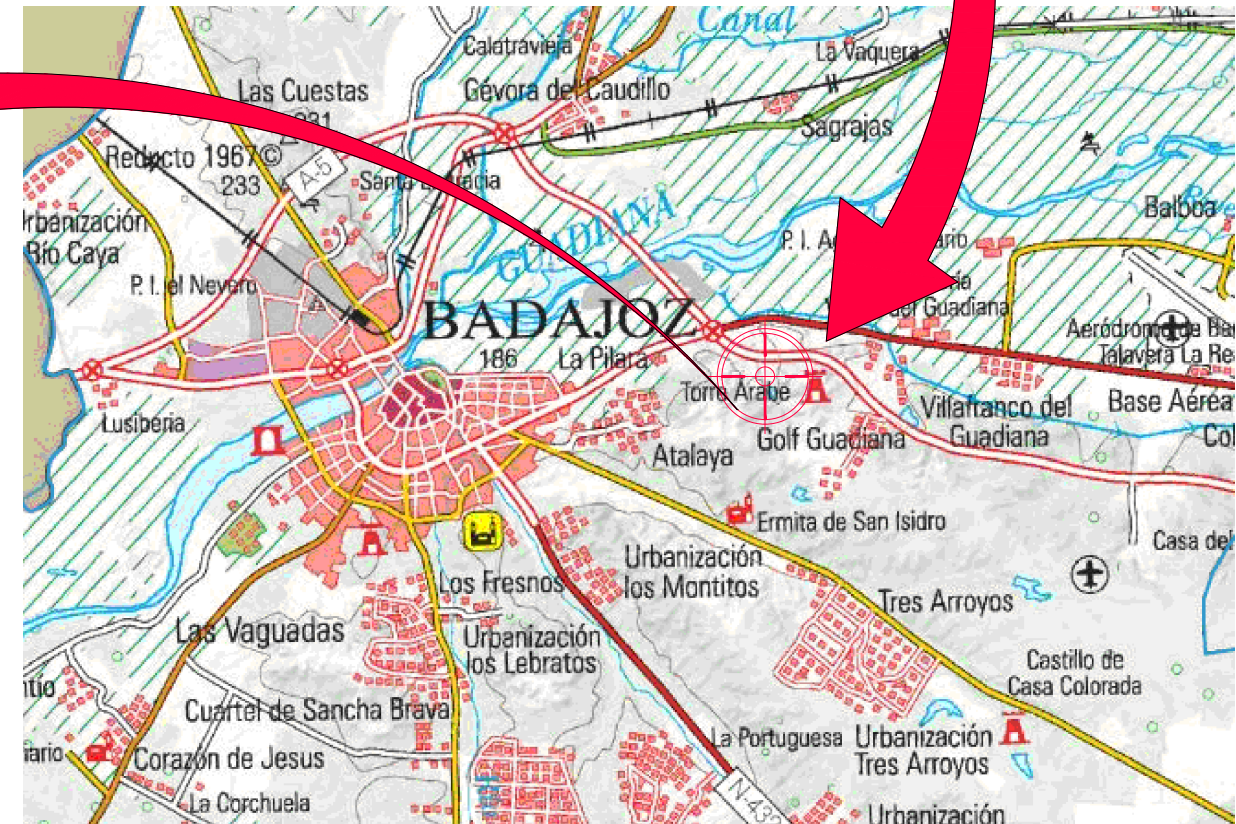 Canal
Calatravieja
La Vaquera
Las Cuestas
231
Gévora del Caudillo
Sagrajas
Reducto 1967©
233
A-5
Santa Engracia
GUADIANA
Balboa
Urbanización
Río Caya
P. I. el Nevero
P. I.
del Guadiana
BADAJOZ
186
La Pilara
Aeródromo de
Talavera La Re
Torre Arabe
Lusiberia
Villafranco del
Guadiana
Base Aérea
Golf Guadiana
Atalaya
Ermita de San Isidro
Casa del
Urbanización
los Montitos
Los Fresnos
Tres Arroyos
Las Vaguadas
Urbanización
los Lebratos
Castillo de
Casa Colorada
Cuartel de Sancha Brava
La Portuguesa
Urbanización
Tres Arroyos
Corazón de Jesus
La Corchuela
N-432
Urbanización